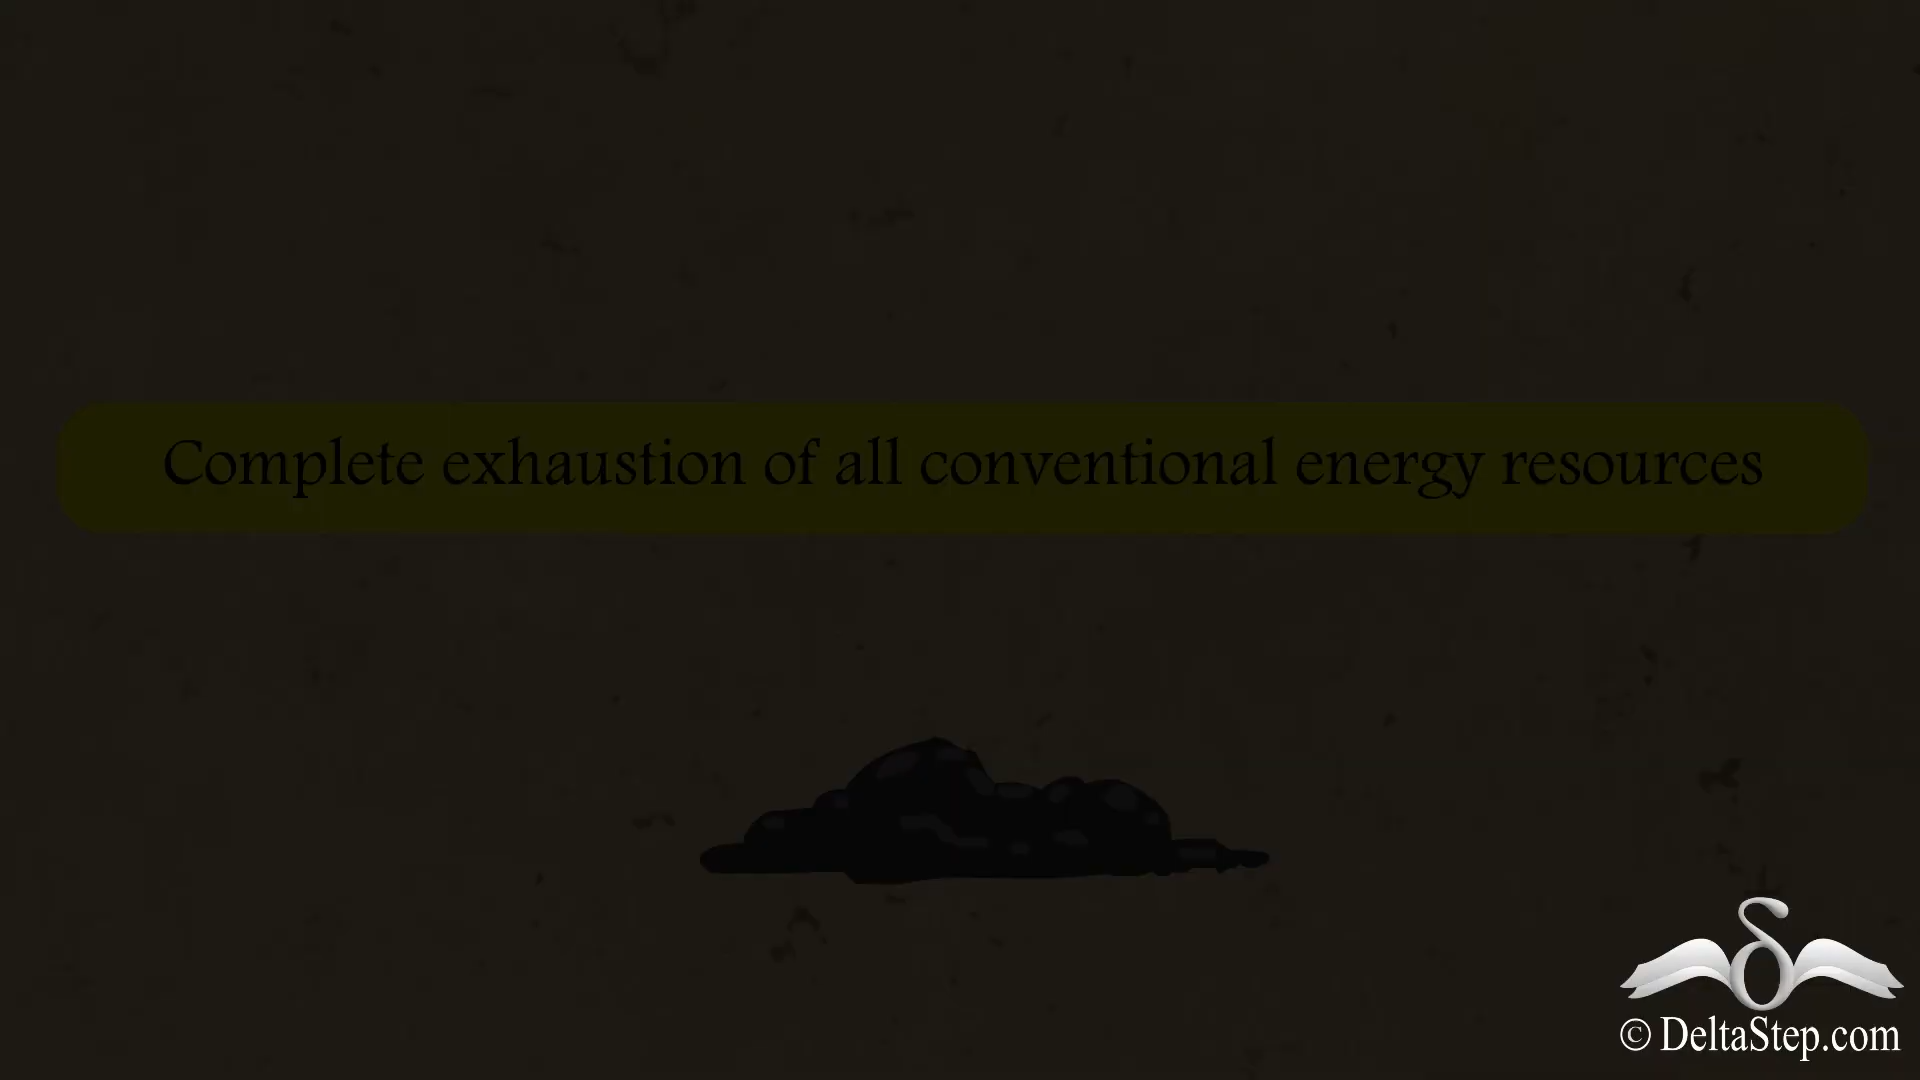 Complete exhaustion of all conventional energy resources
© DeltaStep.com